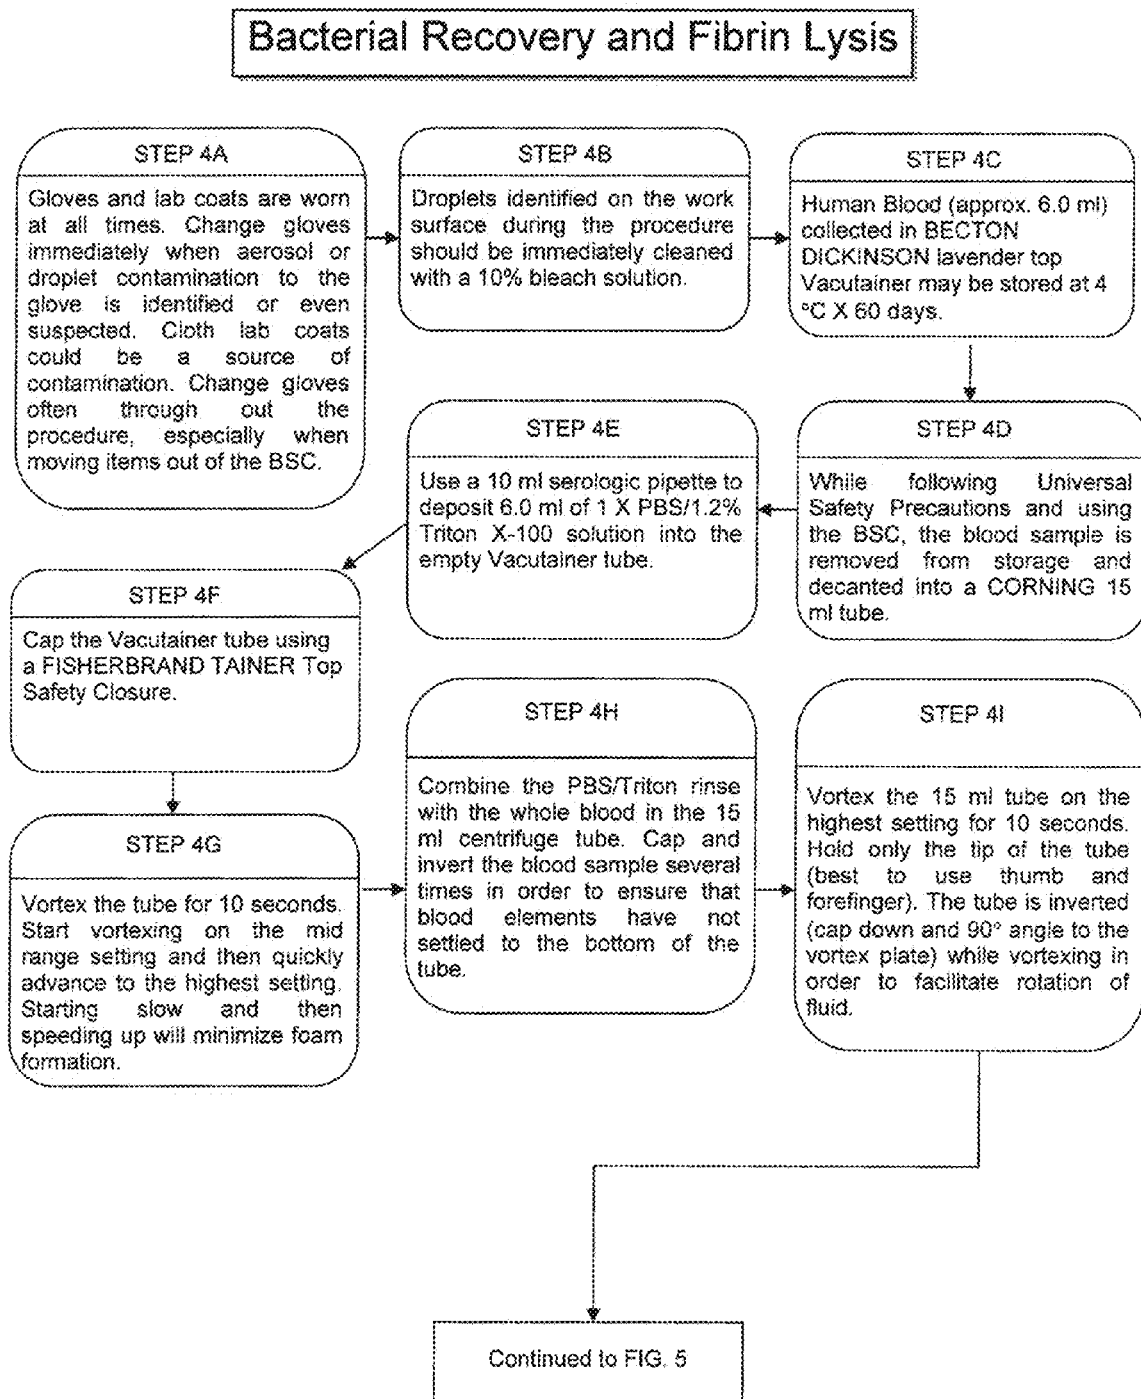 Bacterial Recovery and Fibrin Lysis
STEP 4A
Gloves and lab coats are worn
at all times. Change gloves
immediately when aerosol or
droplet contamination to the
glove is identified or even
suspected. Cloth lab coats
could be a source of
contamination. Change gloves
often through out the
procedure, especially when
moving items out of the BSC.
STEP 4B
Droplets identified on the work
surface during the procedure
should be immediately cleaned
with a 10% bleach solution.
STEP 4C
Human Blood (approx. 6.0 ml)
collected in BECTON
DICKINSON lavender top
Vacutainer may be stored at 4
°C X 60 days.
STEP 4D
While following Universal
Safety Precautions and using
the BSC, the blood sample is
removed from storage and
decanted into a CORNING 15
ml tube.
STEP 4E
Use a 10 ml serologic pipette to
deposit 6.0 ml of 1 X PBS/1.2%
Triton X-100 solution into the
empty Vacutainer tube.
STEP 4F
Cap the Vacutainer tube using
a FISHERBRAND TAINER Top
Safety Closure.
STEP 4G
Vortex the tube for 10 seconds.
Start vortexing on the mid
range setting and then quickly
advance to the highest setting.
Starting slow and then
speeding up will minimize foam
formation.
STEP 4H
Combine the PBS/Triton rinse
with the whole blood in the 15
ml centrifuge tube. Cap and
invert the blood sample several
times in order to ensure that
blood elements have not
settled to the bottom of the
tube.
STEP 4I
Vortex the 15 ml tube on the
highest setting for 10 seconds.
Hold only the tip of the tube
(best to use thumb and
forefinger). The tube is inverted
(cap down and 90° angle to the
vortex plate) while vortexing in
order to facilitate rotation of
fluid.
Continued to FIG. 5